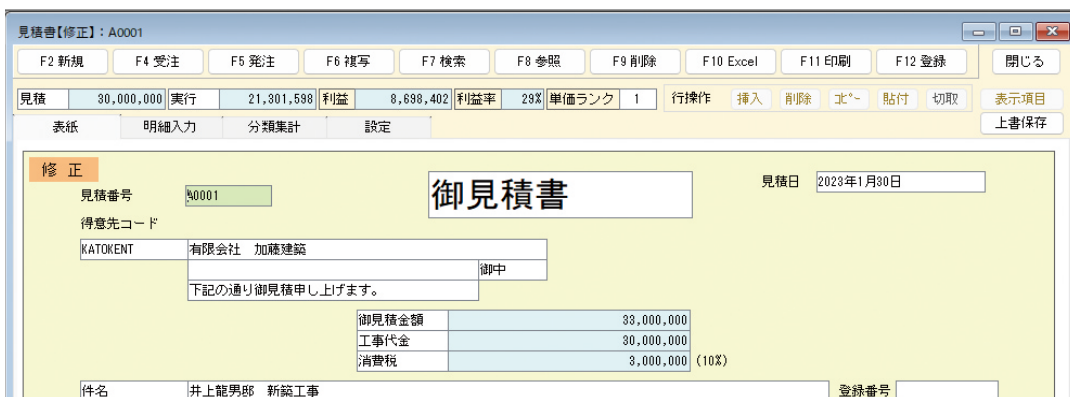 見積書【修正】：A0001
F2 新規 F4 受注 F5 発注 F6 複写 F7 検索 F8 参照 F9 削除 F10 Excel F11 印刷 F12 登録 閉じる
見積 30,000,000 実行 21,301,598 利益 8,698,402 利益率 29% 単価ランク 1 行操作 挿入 削除 コピー 貼付 切取 表示項目
表紙 明細入力 分類集計 設定 上書保存
修 正
御見積書
見積番号 A0001 見積日 2023年1月30日
得意先コード
KATOKENT 有限会社 加藤建築
御中
下記の通り御見積申し上げます。
御見積金額 33,000,000
工事代金 30,000,000
消費税 3,000,000 (10%)
件名 井上龍男邸 新築工事 登録番号